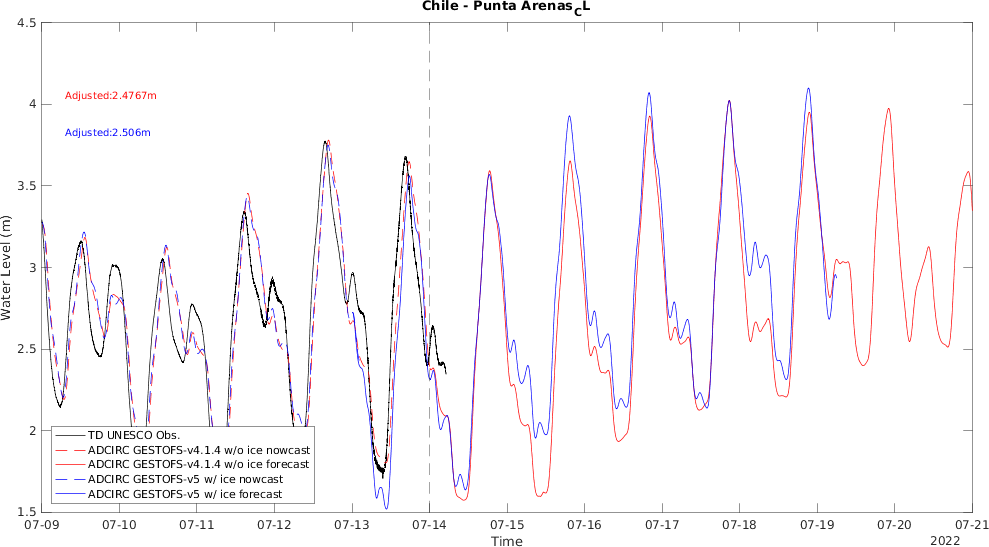 Chile - Punta Arenas_CL
4.5
4
3.5
3
2.5
2
1.5
Water Level (m)
Adjusted:2.4767m
Adjusted:2.506m
TD UNESCO Obs.
ADCIRC GESTOFS-v4.1.4 w/o ice nowcast
ADCIRC GESTOFS-v4.1.4 w/o ice forecast
ADCIRC GESTOFS-v5 w/ ice nowcast
ADCIRC GESTOFS-v5 w/ ice forecast
07-09 07-10 07-11 07-12 07-13 07-14 07-15 07-16 07-17 07-18 07-19 07-20 07-21
Time
2022